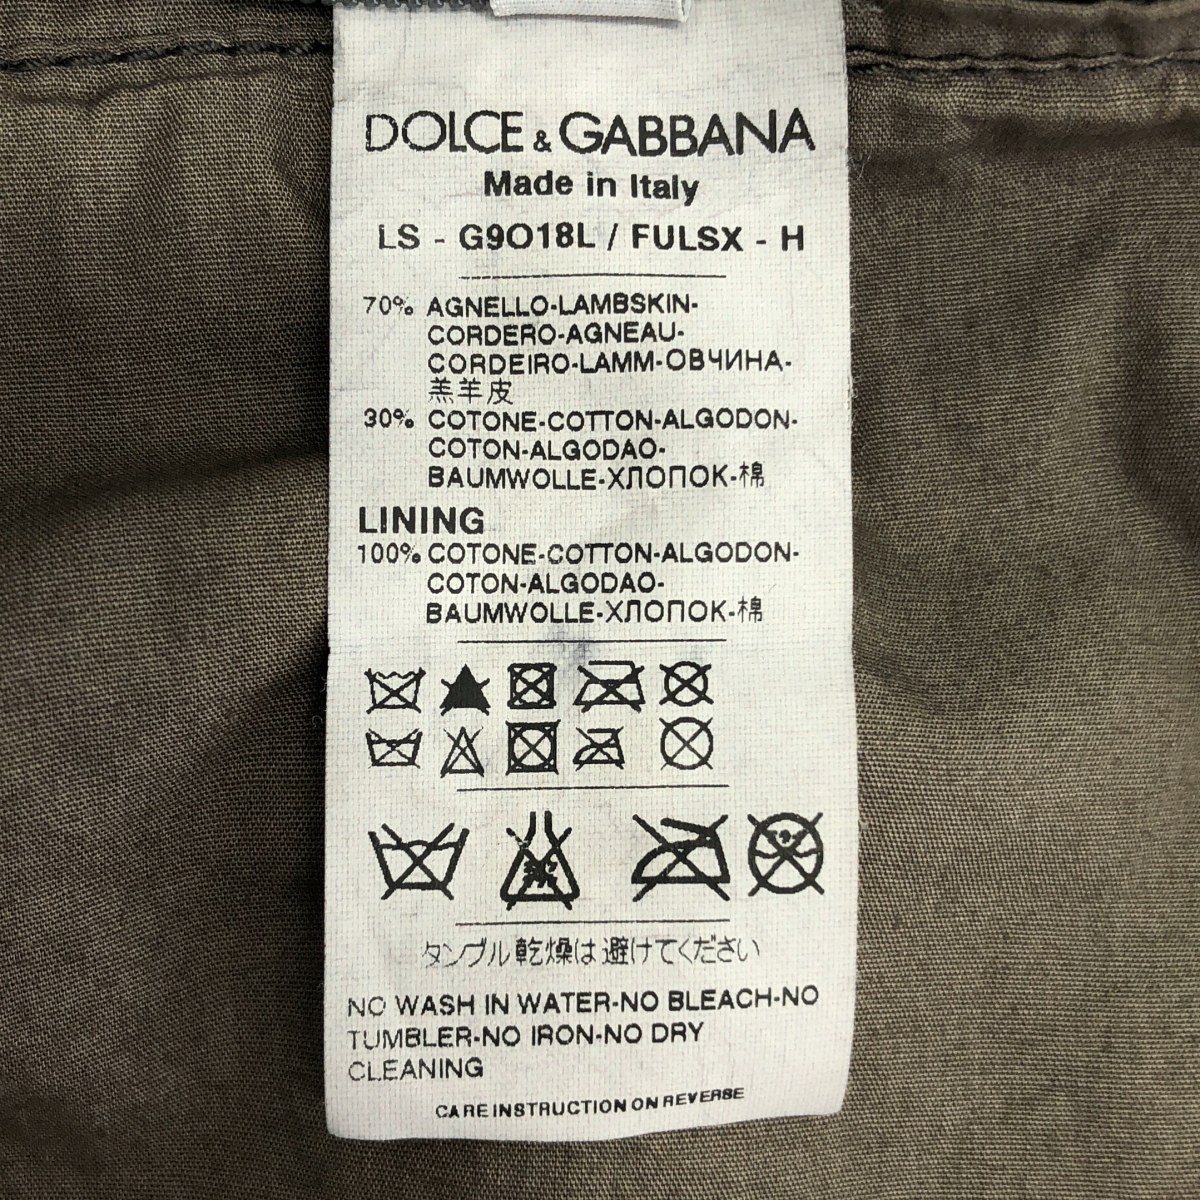 DOLCE & GABBANA
Made in Italy
LS - G9O18L / FULSX - H
70% AGNELLO-LAMBSKIN-
CORDERO-AGNEAU-
CORDEIRO-LAMM-ОВЧИНА-
羔羊皮
30% COTONE-COTTON-ALGODON-
COTON-ALGODAO-
BAUMWOLLE-ХЛОПОК-棉
LINING
100% COTONE-COTTON-ALGODON-
COTON-ALGODAO-
BAUMWOLLE-ХЛОПОК-棉
タンブル乾燥は避けてください
NO WASH IN WATER-NO BLEACH-NO
TUMBLER-NO IRON-NO DRY
CLEANING
CARE INSTRUCTION ON REVERSE